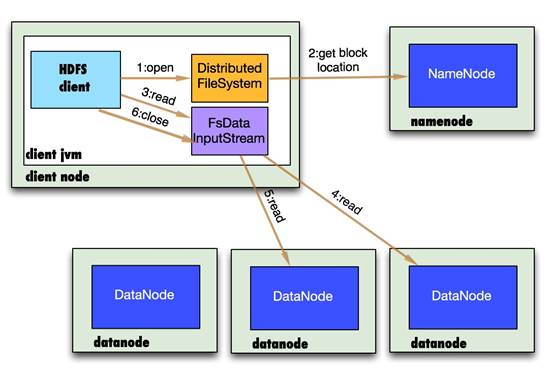 HDFS
client
1:open
Distributed
FileSystem
2:get block
location
NameNode
namenode
3:read
6:close
FsData
InputStream
client jvm
client node
5:read
4:read
DataNode
datanode
DataNode
datanode
DataNode
datanode